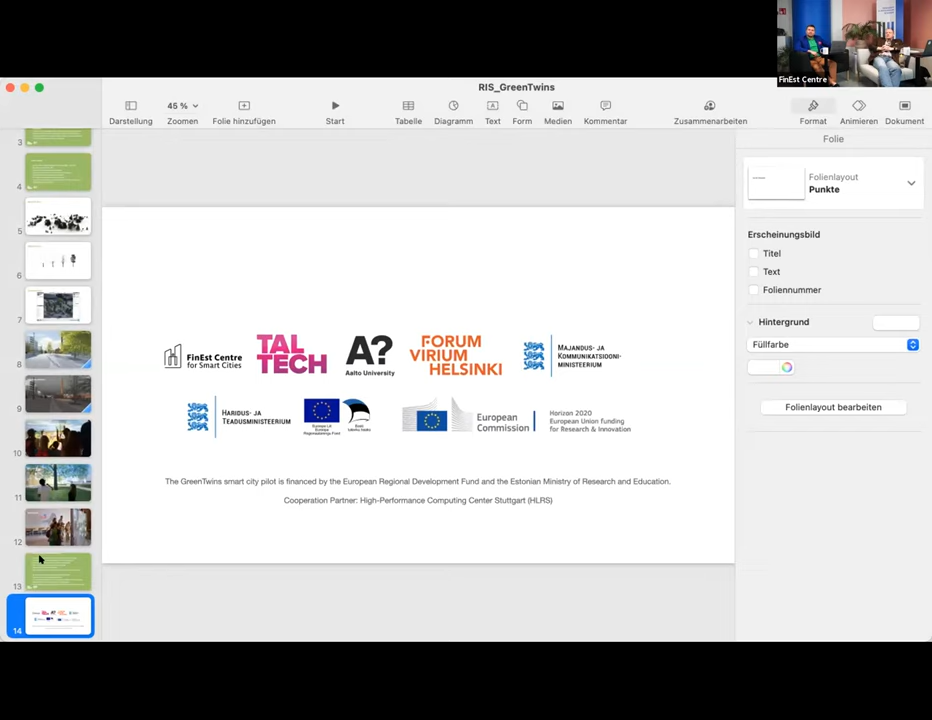 FinEst Centre
RIS_GreenTwins
45 %
Darstellung
Zoomen
Folie hinzufügen
Start
Tabelle
Diagramm
Text
Form
Medien
Kommentar
Zusammenarbeiten
Format
Animieren
Dokument
Folie
Folienlayout
Punkte
Erscheinungsbild
Titel
Text
Foliennummer
Hintergrund
Füllfarbe
Folienlayout bearbeiten
3
4
5
6
7
8
9
10
11
12
13
14
FinEst Centre
for Smart Cities
TAL
TECH
A?
Aalto University
FORUM
VIRIUM
HELSINKI
MAJANDUS- JA
KOMMUNIKATSIOONI-
MINISTEERIUM
HARIDUS- JA
TEADUSMINISTEERIUM
European
Commission
Horizon 2020
European Union funding
for Research & Innovation
The GreenTwins smart city pilot is financed by the European Regional Development Fund and the Estonian Ministry of Research and Education.
Cooperation Partner: High-Performance Computing Center Stuttgart (HLRS)